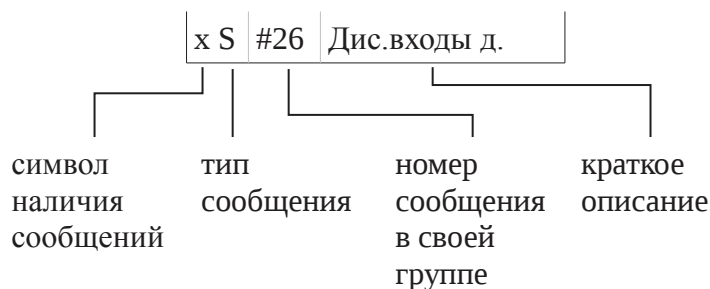 x S #26 Дис.входы д.
символ тип номер краткое
наличия сообщения сообщения описание
сообщений в своей
группе